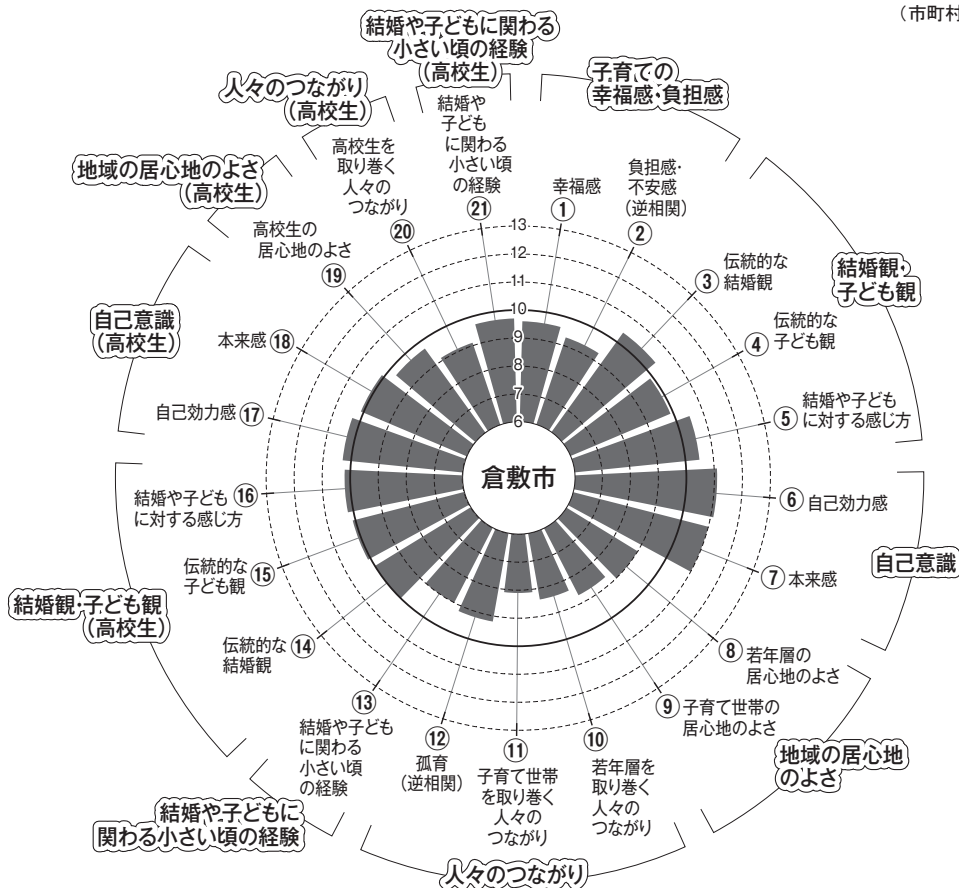 （市町村
結婚や子どもに関わる
小さい頃の経験
（高校生）
子育ての
幸福感・負担感
結婚観・
子ども観
自己意識
地域の居心地
のよさ
人々のつながり
結婚や子どもに
関わる小さい頃の経験
結婚観・子ども観
（高校生）
自己意識
（高校生）
地域の居心地のよさ
（高校生）
人々のつながり
（高校生）
①
幸福感
②
負担感・
不安感
（逆相関）
③
伝統的な
結婚観
④
伝統的な
子ども観
⑤
結婚や子ども
に対する感じ方
⑥
自己効力感
⑦
本来感
⑧
若年層の
居心地のよさ
⑨
子育て世帯の
居心地のよさ
⑩
若年層を
取り巻く
人々の
つながり
⑪
子育て世帯
を取り巻く
人々の
つながり
⑫
孤育
（逆相関）
⑬
結婚や子ども
に関わる
小さい頃
の経験
⑭
伝統的な
結婚観
⑮
伝統的な
子ども観
⑯
結婚や子ども
に対する感じ方
⑰
自己効力感
⑱
本来感
⑲
高校生の
居心地のよさ
⑳
高校生を
取り巻く
人々の
つながり
㉑
結婚や
子ども
に関わる
小さい頃
の経験
13
12
11
10
9
8
7
6
倉敷市